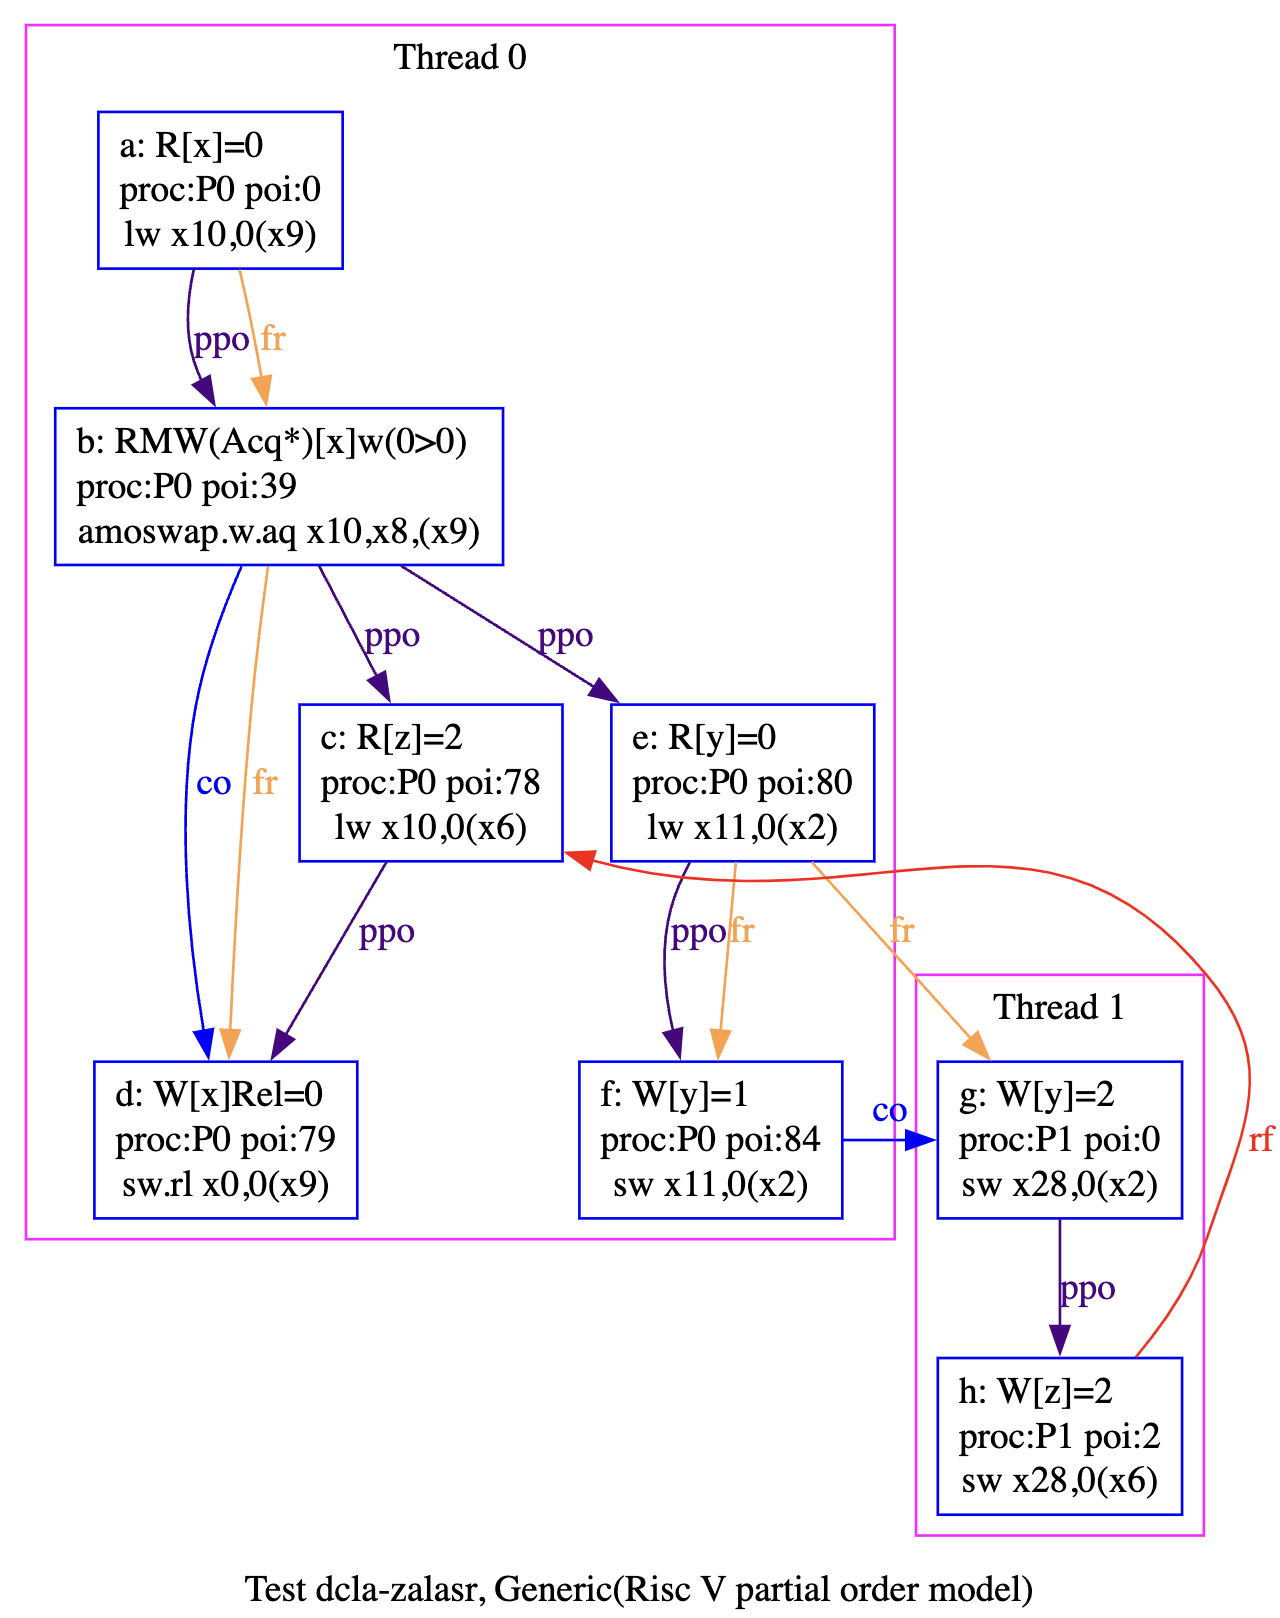 Thread 0
a: R[x]=0
proc:P0 poi:0
lw x10,0(x9)
ppo
fr
b: RMW(Acq*)[x]w(0>0)
proc:P0 poi:39
amoswap.w.aq x10,x8,(x9)
ppo
ppo
co
fr
c: R[z]=2
proc:P0 poi:78
lw x10,0(x6)
e: R[y]=0
proc:P0 poi:80
lw x11,0(x2)
ppo
ppo
fr
fr
Thread 1
d: W[x]Rel=0
proc:P0 poi:79
sw.rl x0,0(x9)
f: W[y]=1
proc:P0 poi:84
sw x11,0(x2)
co
g: W[y]=2
proc:P1 poi:0
sw x28,0(x2)
rf
ppo
h: W[z]=2
proc:P1 poi:2
sw x28,0(x6)
Test dcla-zalasr, Generic(Risc V partial order model)